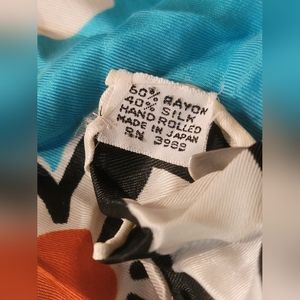 60% RAYON
40% SILK
HAND ROLLED
MADE IN JAPAN
RN 3989